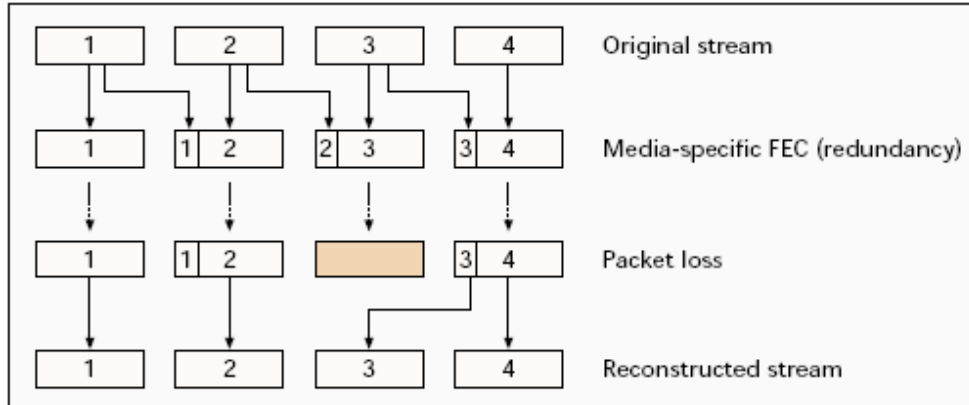 1 2 3 4 Original stream
1 1 2 2 3 3 4 Media-specific FEC (redundancy)
1 1 2 3 4 Packet loss
1 2 3 4 Reconstructed stream